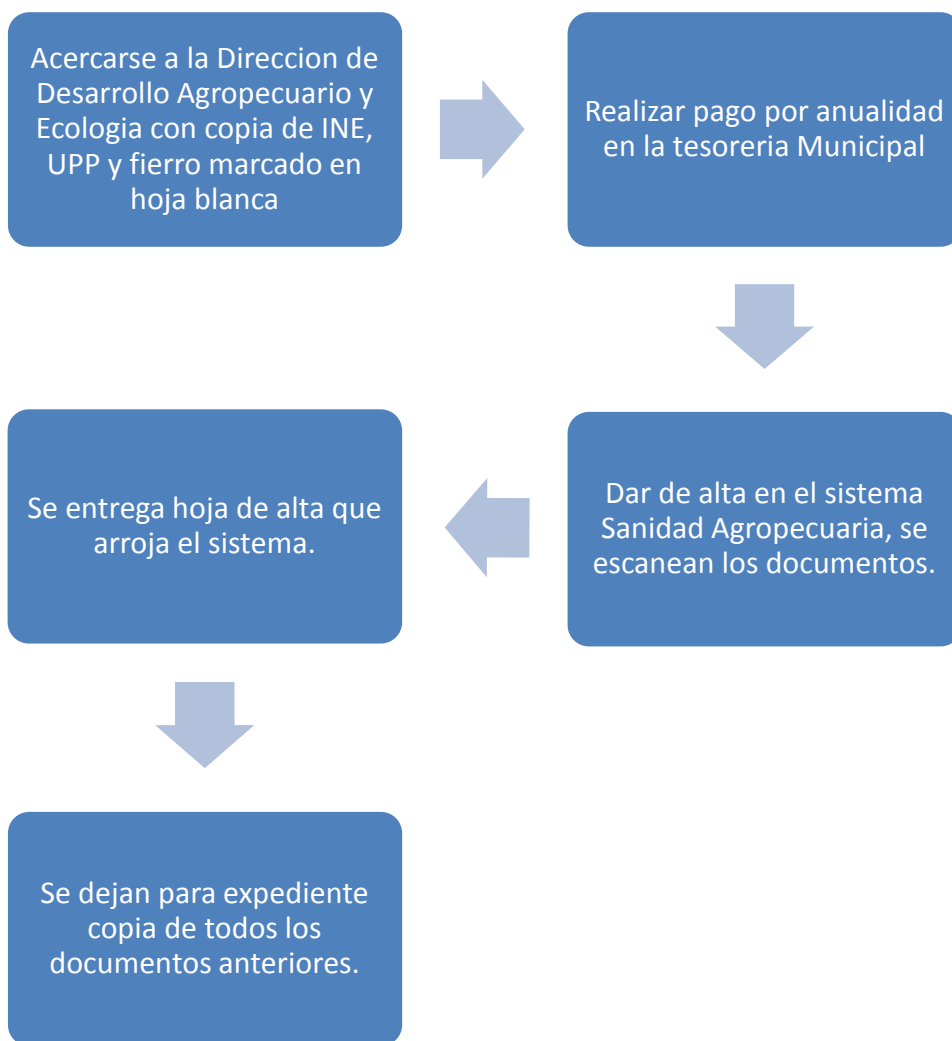 Acercarse a la Direccion de
Desarrollo Agropecuario y
Ecologia con copia de INE,
UPP y fierro marcado en
hoja blanca
Realizar pago por anualidad
en la tesoreria Municipal
Dar de alta en el sistema
Sanidad Agropecuaria, se
escanean los documentos.
Se entrega hoja de alta que
arroja el sistema.
Se dejan para expediente
copia de todos los
documentos anteriores.